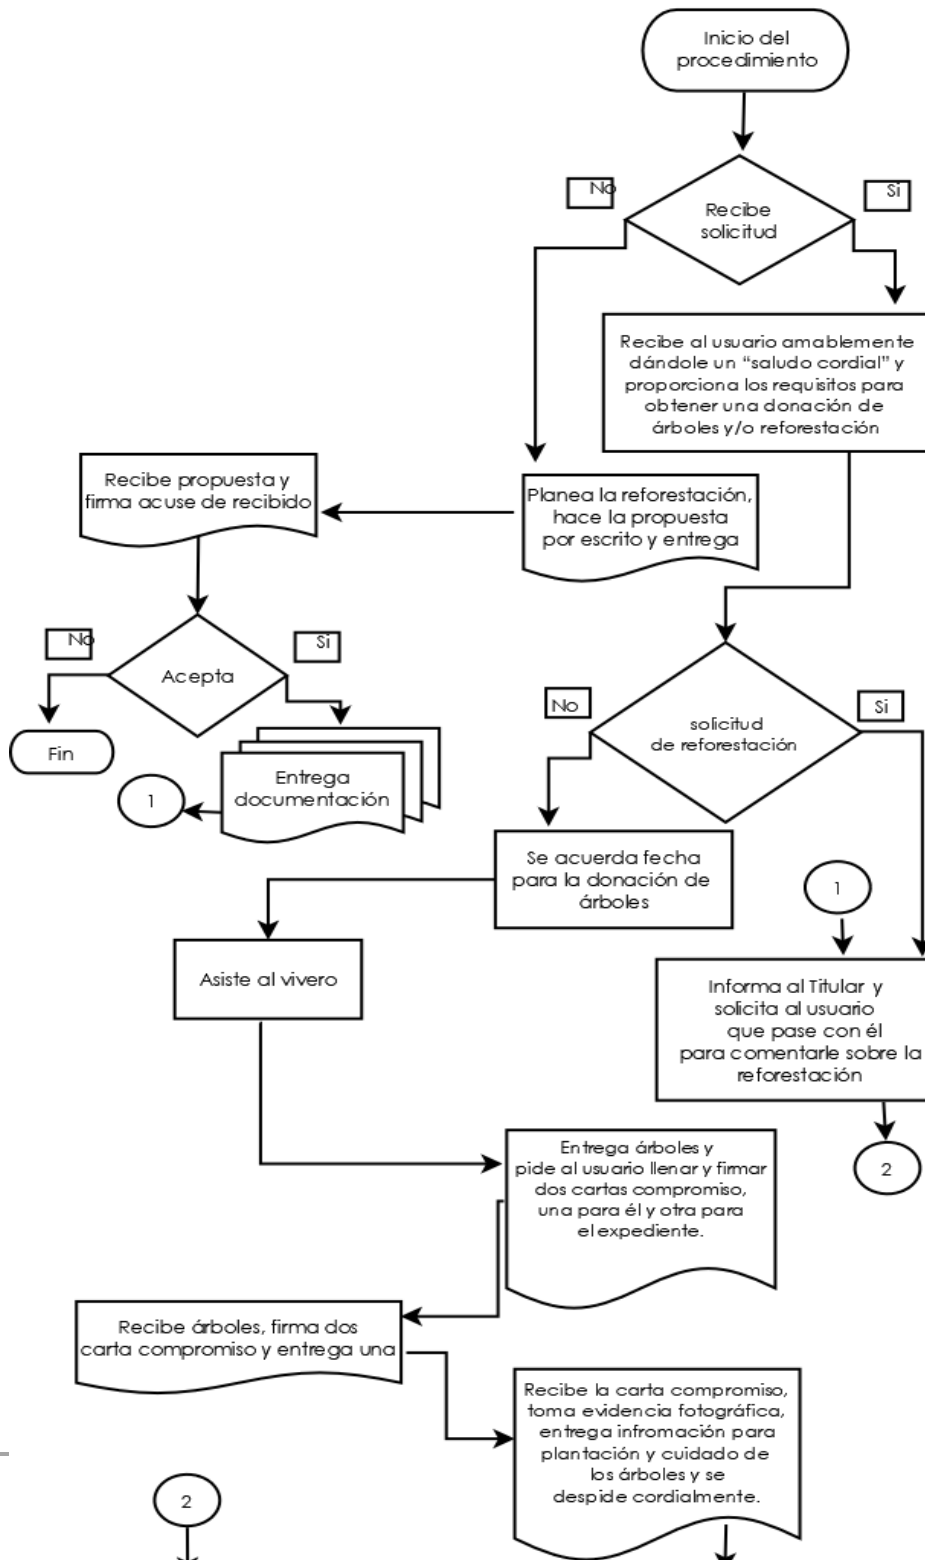 Inicio del
procedimiento
No
Si
Recibe
solicitud
Recibe al usuario amablemente
dándole un “saludo cordial” y
proporciona los requisitos para
obtener una donación de
árboles y/o reforestación
Recibe propuesta y
firma acuse de recibido
Planea la reforestación,
hace la propuesta
por escrito y entrega
No
Si
Acepta
Fin
1
Entrega
documentación
No
Si
solicitud
de reforestación
Se acuerda fecha
para la donación de
árboles
1
Asiste al vivero
Informa al Titular y
solicita al usuario
que pase con él
para comentarle sobre la
reforestación
2
Entrega árboles y
pide al usuario llenar y firmar
dos cartas compromiso,
una para él y otra para
el expediente.
Recibe árboles, firma dos
carta compromiso y entrega una
Recibe la carta compromiso,
toma evidencia fotográfica,
entrega infromación para
plantación y cuidado de
los árboles y se
despide cordialmente.
2